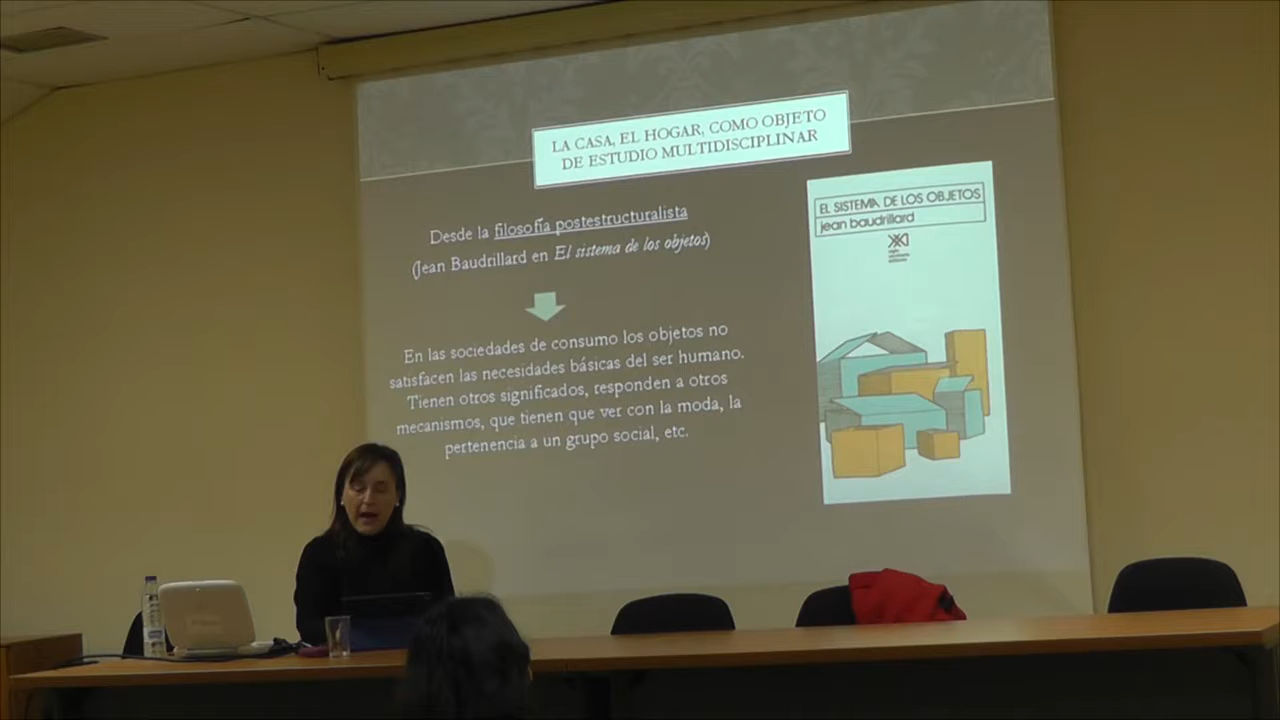 LA CASA, EL HOGAR, COMO OBJETO
DE ESTUDIO MULTIDISCIPLINAR
Desde la filosofía postestructuralista
(Jean Baudrillard en El sistema de los objetos)
En las sociedades de consumo los objetos no
satisfacen las necesidades básicas del ser humano.
Tienen otros significados, responden a otros
mecanismos, que tienen que ver con la moda, la
pertenencia a un grupo social, etc.
EL SISTEMA DE LOS OBJETOS
jean baudrillard